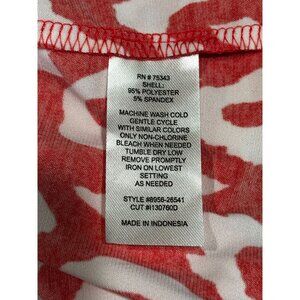 RN # 75343
SHELL:
95% POLYESTER
5% SPANDEX
MACHINE WASH COLD
GENTLE CYCLE
WITH SIMILAR COLORS
ONLY NON-CHLORINE
BLEACH WHEN NEEDED
TUMBLE DRY LOW
REMOVE PROMPTLY
IRON ON LOWEST
SETTING
AS NEEDED
STYLE #8956-26541
CUT #I130760D
MADE IN INDONESIA